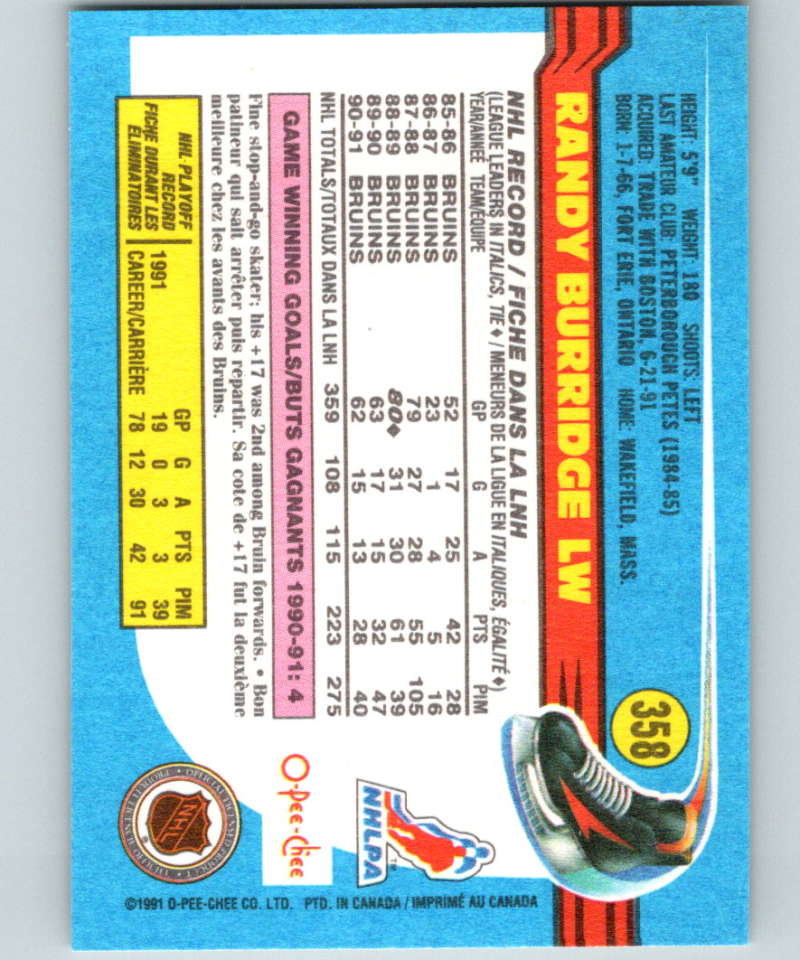 358
HEIGHT: 5'9" WEIGHT: 180 SHOOTS: LEFT
LAST AMATEUR CLUB: PETERBOROUGH PETES (1984-85)
ACQUIRED: TRADE WITH BOSTON, 6-21-91
BORN: 1-7-66, FORT ERIE, ONTARIO HOME: WAKEFIELD, MASS.
RANDY BURRIDGE LW
NHL RECORD / FICHE DANS LA LNH
(LEAGUE LEADERS IN ITALICS, TIE ♦ / MENEURS DE LA LIGUE EN ITALIQUES, ÉGALITÉ ♦)
YEAR/ANNÉE TEAM/ÉQUIPE GP G A PTS PIM
85-86 BRUINS 52 17 25 42 28
86-87 BRUINS 23 1 4 5 16
87-88 BRUINS 79 27 28 55 105
88-89 BRUINS 80♦ 31 30 61 39
89-90 BRUINS 63 17 15 32 47
90-91 BRUINS 62 15 13 28 40
NHL TOTALS/TOTAUX DANS LA LNH 359 108 115 223 275
GAME WINNING GOALS/BUTS GAGNANTS 1990-91: 4
Fine stop-and-go skater; his +17 was 2nd among Bruin forwards. • Bon
patineur qui sait arrêter puis repartir. Sa cote de +17 fut la deuxième
meilleure chez les avants des Bruins.
NHL PLAYOFF
RECORD
FICHE DURANT LES
ÉLIMINATOIRES
GP G A PTS PIM
1991 19 0 3 3 39
CAREER/CARRIÈRE 78 12 30 42 91
NHLPA
TM
O-Pee-Chee
OFFICIAL LICENSED PRODUCT • PRODUIT LICENCIÉ OFFICIEL •
NHL
®
©1991 O-PEE-CHEE CO. LTD. PTD. IN CANADA / IMPRIMÉ AU CANADA